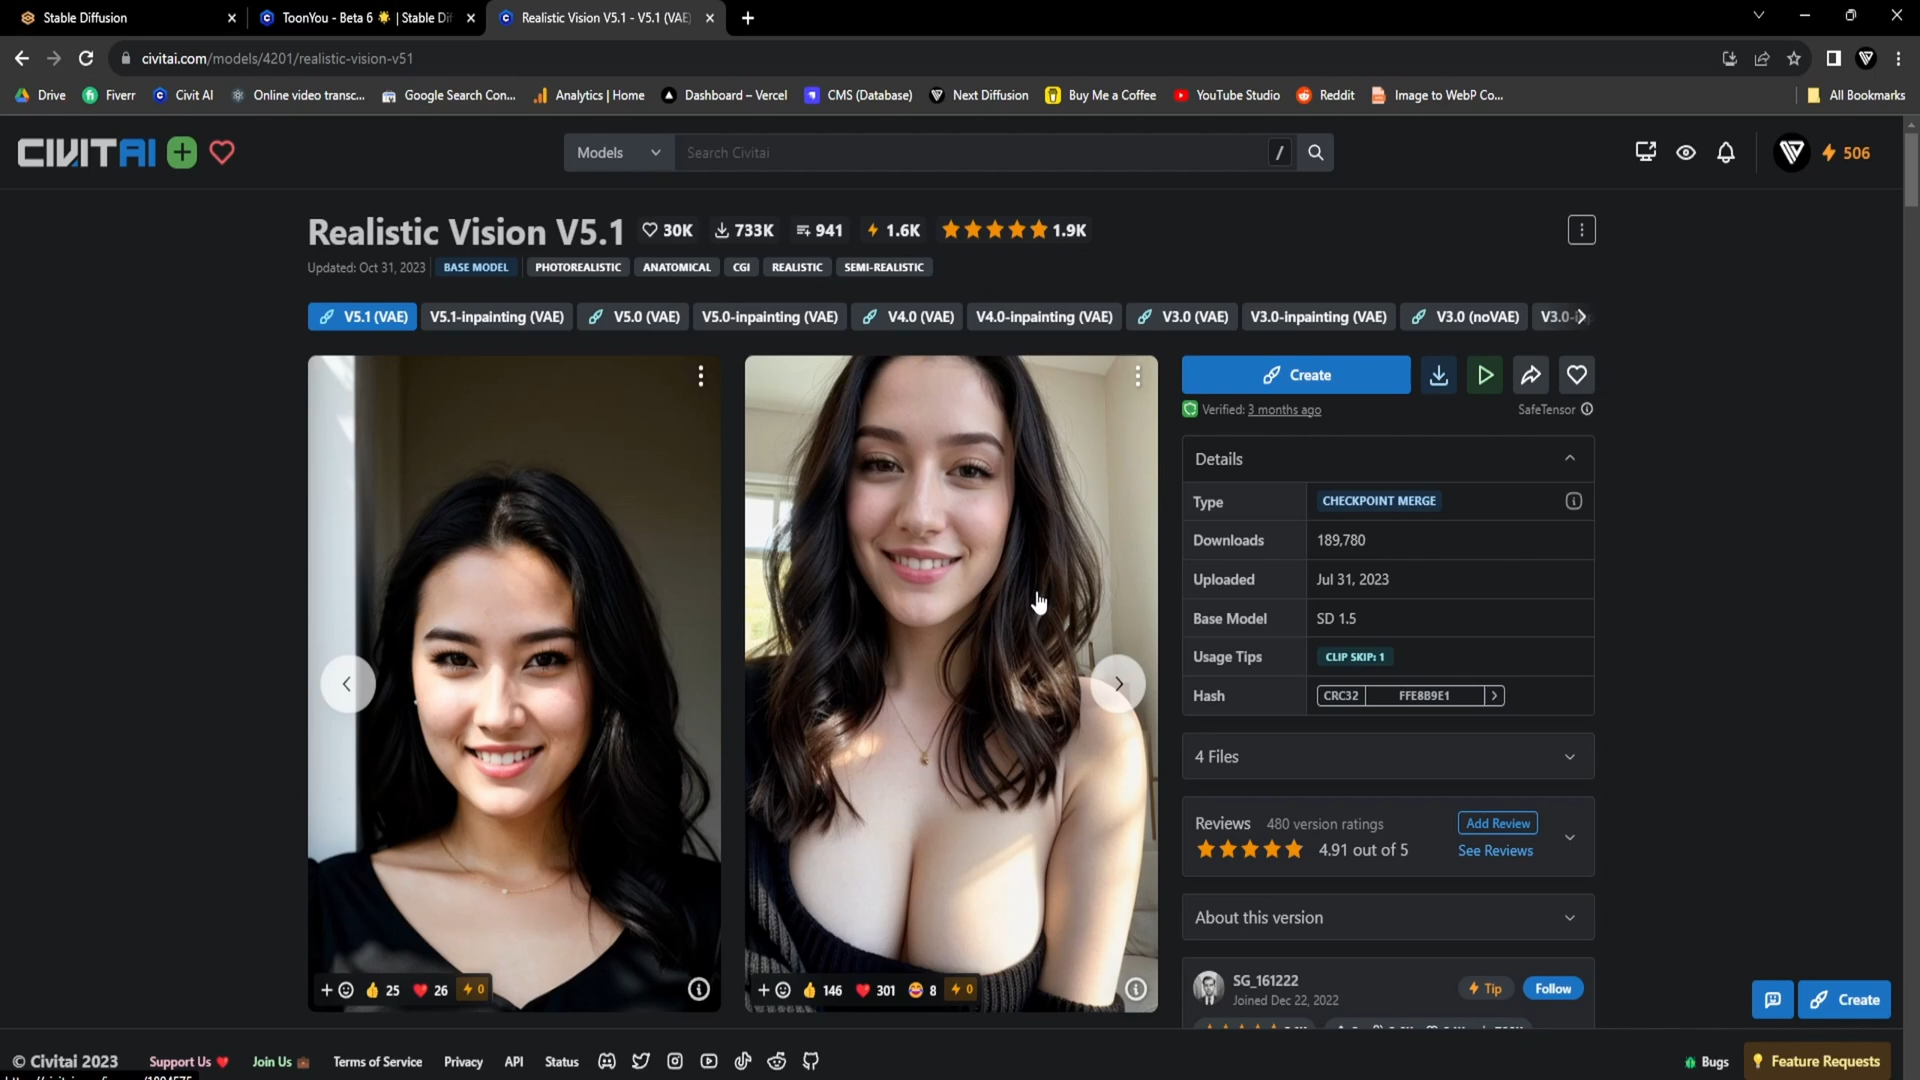 Stable Diffusion
ToonYou - Beta 6 🌟 | Stable Dif
Realistic Vision V5.1 - V5.1 (VAE)
civitai.com/models/4201/realistic-vision-v51
Drive
Fiverr
Civit AI
Online video transc...
Google Search Con...
Analytics | Home
Dashboard – Vercel
CMS (Database)
Next Diffusion
Buy Me a Coffee
YouTube Studio
Reddit
Image to WebP Co...
All Bookmarks
CIVITAI
Models
Search Civitai
/
506
Realistic Vision V5.1
30K
733K
941
1.6K
1.9K
Updated: Oct 31, 2023
BASE MODEL
PHOTOREALISTIC
ANATOMICAL
CGI
REALISTIC
SEMI-REALISTIC
V5.1 (VAE)
V5.1-inpainting (VAE)
V5.0 (VAE)
V5.0-inpainting (VAE)
V4.0 (VAE)
V4.0-inpainting (VAE)
V3.0 (VAE)
V3.0-inpainting (VAE)
V3.0 (noVAE)
Create
Verified: 3 months ago
SafeTensor
Details
Type
CHECKPOINT MERGE
Downloads
189,780
Uploaded
Jul 31, 2023
Base Model
SD 1.5
Usage Tips
CLIP SKIP: 1
Hash
CRC32
FFE8B9E1
4 Files
Reviews
480 version ratings
Add Review
4.91 out of 5
See Reviews
About this version
SG_161222
Joined Dec 22, 2022
Tip
Follow
25
26
0
146
301
8
0
Create
© Civitai 2023
Support Us
Join Us
Terms of Service
Privacy
API
Status
Bugs
Feature Requests